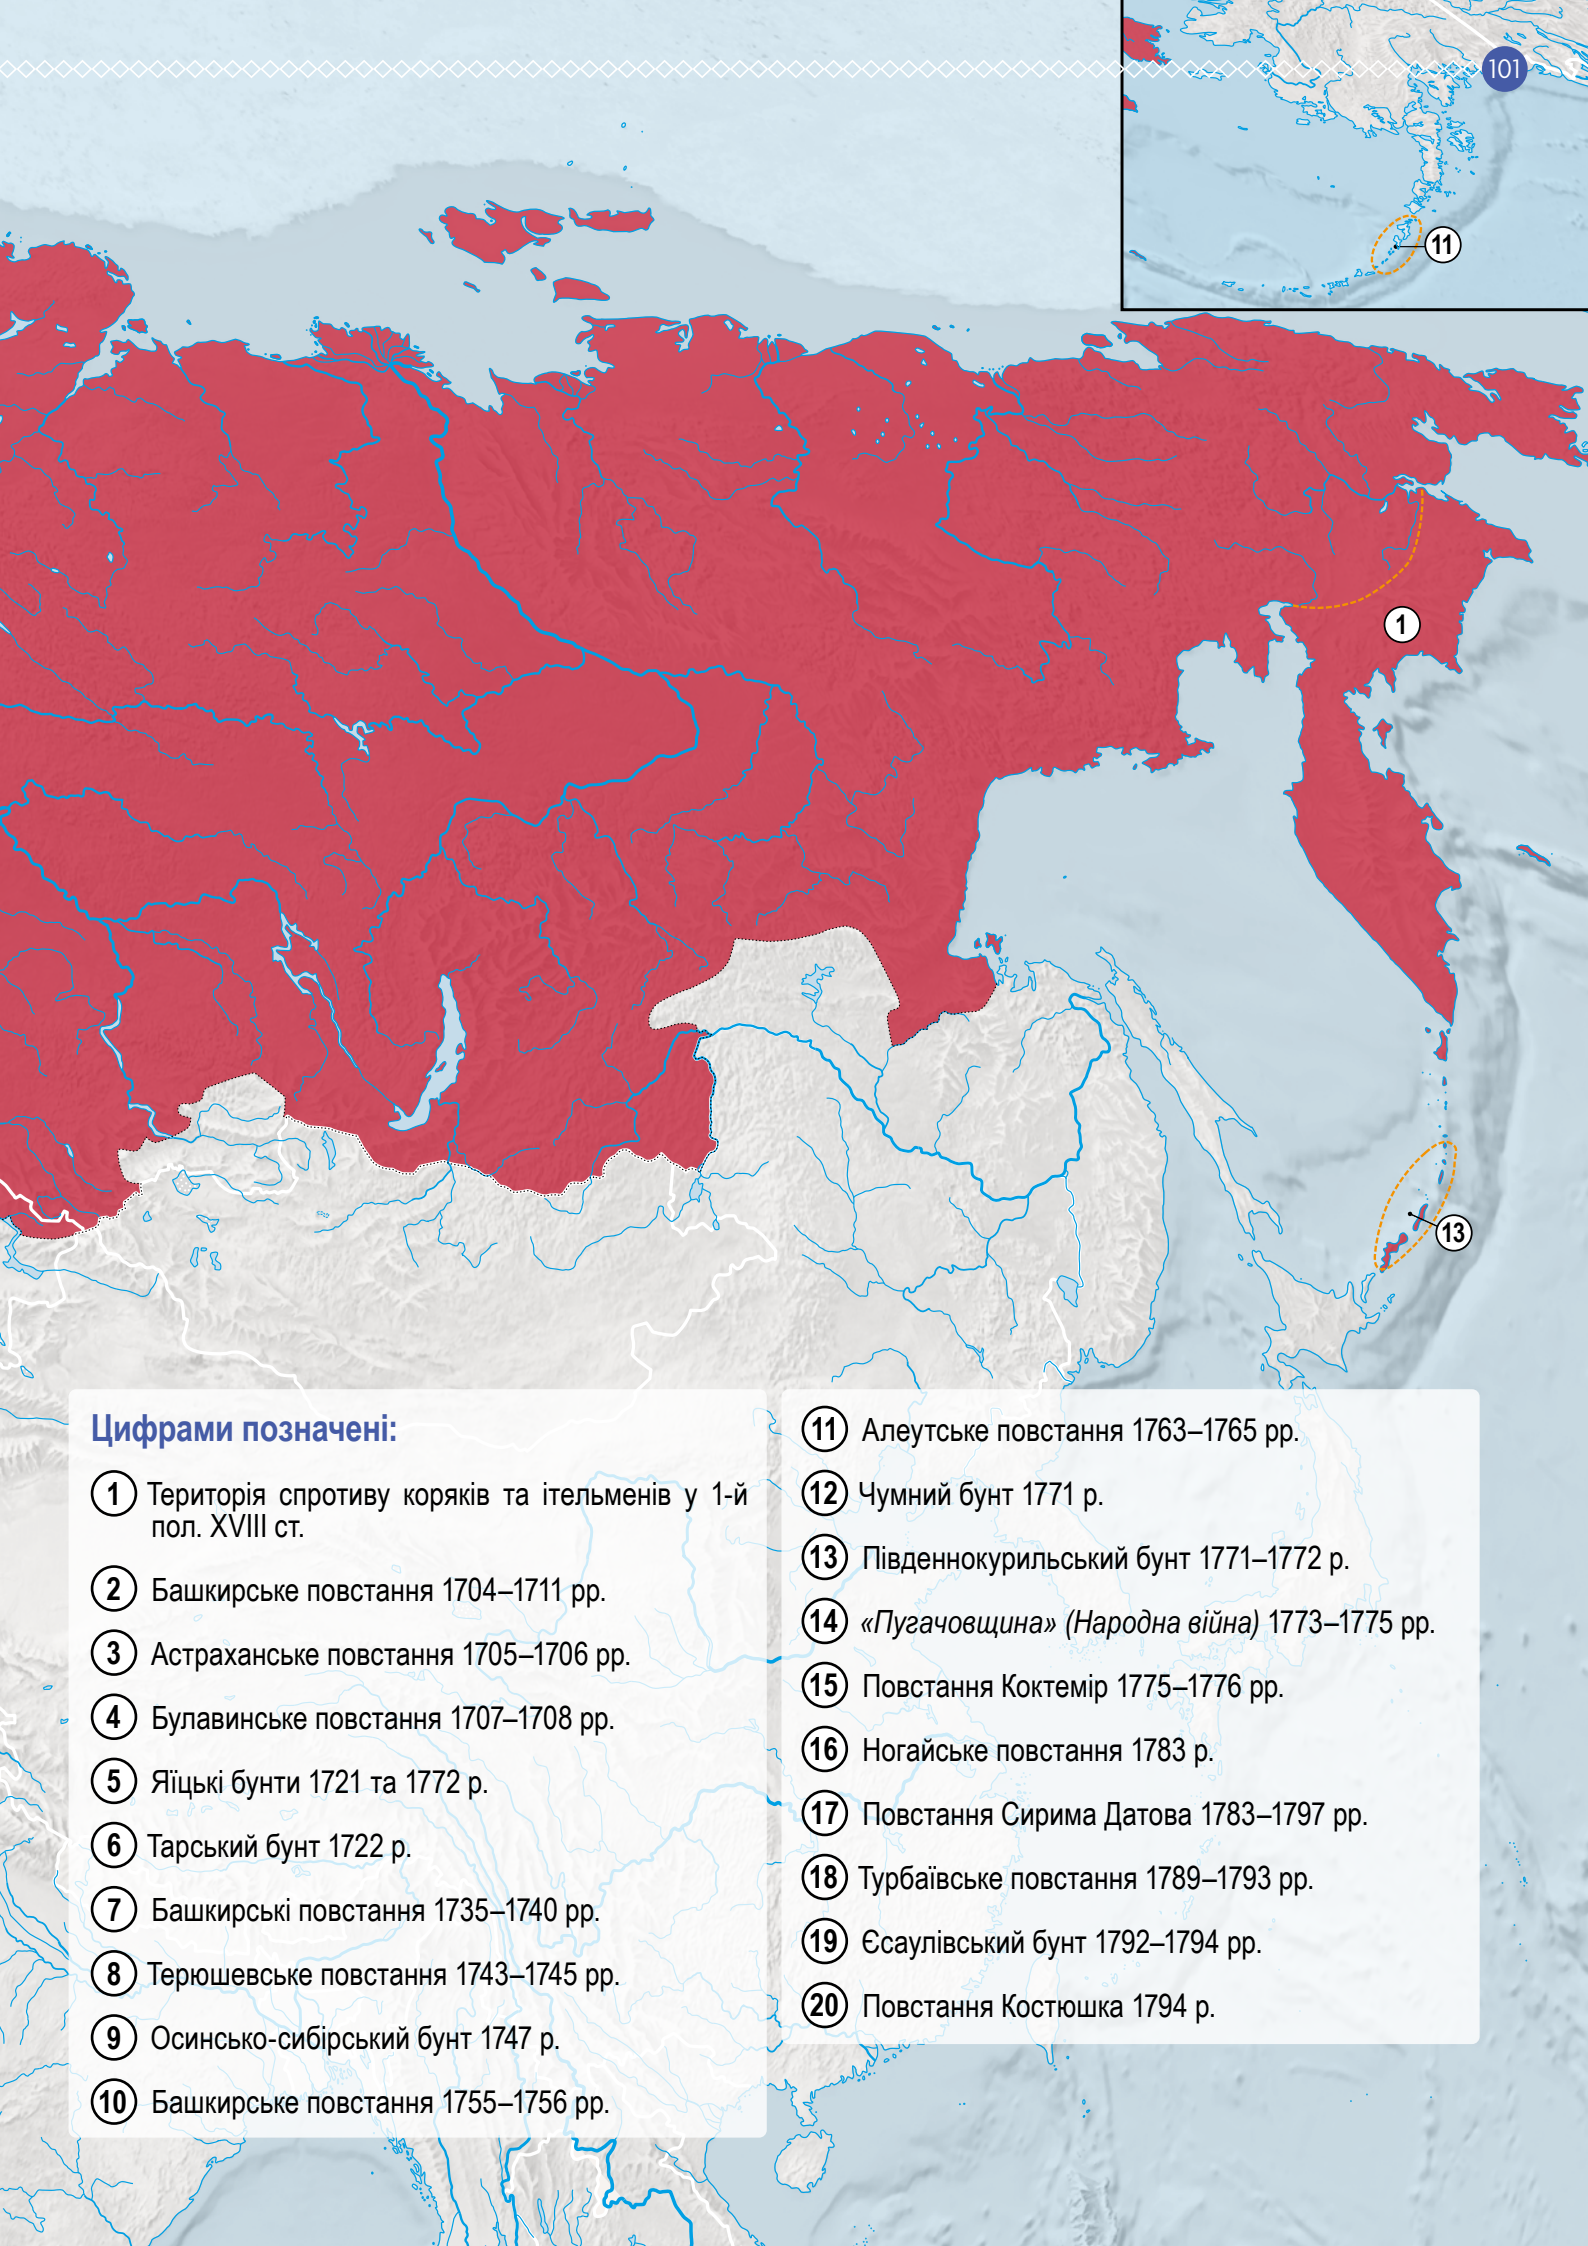 101
11
1
13
Цифрами позначені:
1 Територія спротиву коряків та ітельменів у 1-й
пол. XVIII ст.
2 Башкирське повстання 1704–1711 рр.
3 Астраханське повстання 1705–1706 рр.
4 Булавинське повстання 1707–1708 рр.
5 Яїцькі бунти 1721 та 1772 р.
6 Тарський бунт 1722 р.
7 Башкирські повстання 1735–1740 рр.
8 Терюшевське повстання 1743–1745 рр.
9 Осинсько-сибірський бунт 1747 р.
10 Башкирське повстання 1755–1756 рр.
11 Алеутське повстання 1763–1765 рр.
12 Чумний бунт 1771 р.
13 Південнокурильський бунт 1771–1772 р.
14 «Пугачовщина» (Народна війна) 1773–1775 рр.
15 Повстання Коктемір 1775–1776 рр.
16 Ногайське повстання 1783 р.
17 Повстання Сирима Датова 1783–1797 рр.
18 Турбаївське повстання 1789–1793 рр.
19 Єсаулівський бунт 1792–1794 рр.
20 Повстання Костюшка 1794 р.